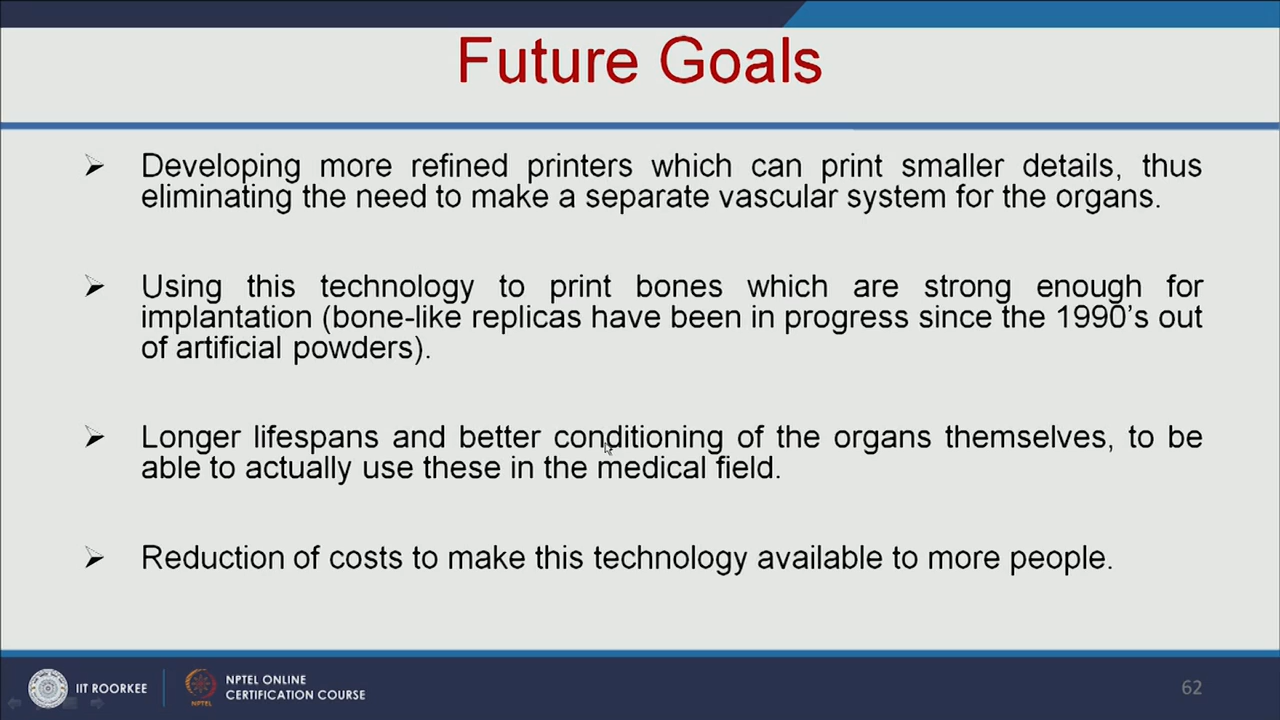 Future Goals
➢ Developing more refined printers which can print smaller details, thus
eliminating the need to make a separate vascular system for the organs.
➢ Using this technology to print bones which are strong enough for
implantation (bone-like replicas have been in progress since the 1990's out
of artificial powders).
➢ Longer lifespans and better conditioning of the organs themselves, to be
able to actually use these in the medical field.
➢ Reduction of costs to make this technology available to more people.
IIT ROORKEE
NPTEL
NPTEL ONLINE
CERTIFICATION COURSE
62